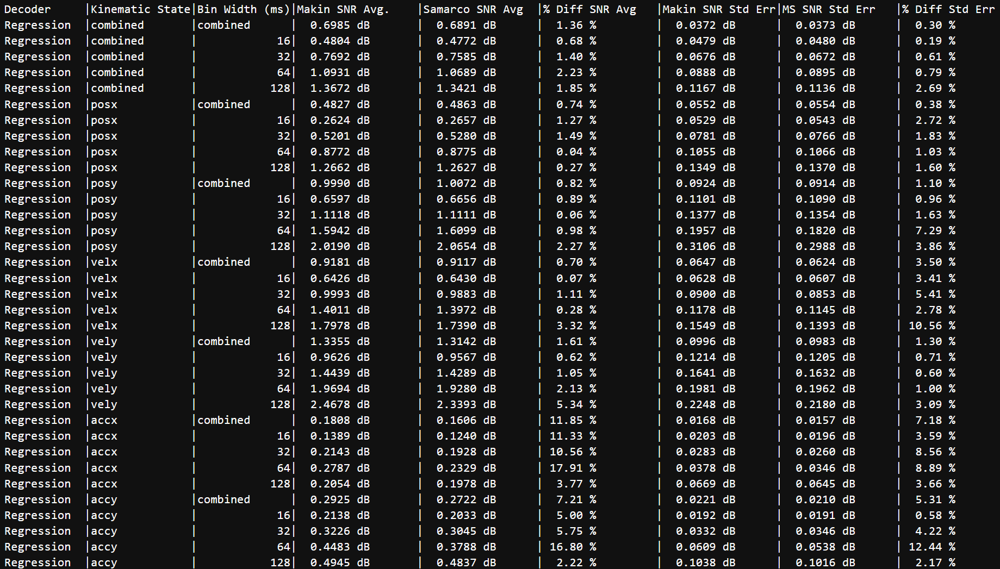 Decoder     |Kinematic State|Bin Width (ms)|Makin SNR Avg.    |Samarco SNR Avg  |% Diff SNR Avg   |Makin SNR Std Err|MS SNR Std Err   |% Diff Std Err
Regression  |combined       |combined      |  0.6985 dB       |  0.6891 dB      |  1.36 %         |  0.0372 dB      |  0.0373 dB      |  0.30 %
Regression  |combined       |            16|  0.4804 dB       |  0.4772 dB      |  0.68 %         |  0.0479 dB      |  0.0480 dB      |  0.19 %
Regression  |combined       |            32|  0.7692 dB       |  0.7585 dB      |  1.40 %         |  0.0676 dB      |  0.0672 dB      |  0.61 %
Regression  |combined       |            64|  1.0931 dB       |  1.0689 dB      |  2.23 %         |  0.0888 dB      |  0.0895 dB      |  0.79 %
Regression  |combined       |           128|  1.3672 dB       |  1.3421 dB      |  1.85 %         |  0.1167 dB      |  0.1136 dB      |  2.69 %
Regression  |posx           |combined      |  0.4827 dB       |  0.4863 dB      |  0.74 %         |  0.0552 dB      |  0.0554 dB      |  0.38 %
Regression  |posx           |            16|  0.2624 dB       |  0.2657 dB      |  1.27 %         |  0.0529 dB      |  0.0543 dB      |  2.72 %
Regression  |posx           |            32|  0.5201 dB       |  0.5280 dB      |  1.49 %         |  0.0781 dB      |  0.0766 dB      |  1.83 %
Regression  |posx           |            64|  0.8772 dB       |  0.8775 dB      |  0.04 %         |  0.1055 dB      |  0.1066 dB      |  1.03 %
Regression  |posx           |           128|  1.2662 dB       |  1.2627 dB      |  0.27 %         |  0.1349 dB      |  0.1370 dB      |  1.60 %
Regression  |posy           |combined      |  0.9990 dB       |  1.0072 dB      |  0.82 %         |  0.0924 dB      |  0.0914 dB      |  1.10 %
Regression  |posy           |            16|  0.6597 dB       |  0.6656 dB      |  0.89 %         |  0.1101 dB      |  0.1090 dB      |  0.96 %
Regression  |posy           |            32|  1.1118 dB       |  1.1111 dB      |  0.06 %         |  0.1377 dB      |  0.1354 dB      |  1.63 %
Regression  |posy           |            64|  1.5942 dB       |  1.6099 dB      |  0.98 %         |  0.1957 dB      |  0.1820 dB      |  7.29 %
Regression  |posy           |           128|  2.0190 dB       |  2.0654 dB      |  2.27 %         |  0.3106 dB      |  0.2988 dB      |  3.86 %
Regression  |velx           |combined      |  0.9181 dB       |  0.9117 dB      |  0.70 %         |  0.0647 dB      |  0.0624 dB      |  3.50 %
Regression  |velx           |            16|  0.6426 dB       |  0.6430 dB      |  0.07 %         |  0.0628 dB      |  0.0607 dB      |  3.41 %
Regression  |velx           |            32|  0.9993 dB       |  0.9883 dB      |  1.11 %         |  0.0900 dB      |  0.0853 dB      |  5.41 %
Regression  |velx           |            64|  1.4011 dB       |  1.3972 dB      |  0.28 %         |  0.1178 dB      |  0.1145 dB      |  2.78 %
Regression  |velx           |           128|  1.7978 dB       |  1.7390 dB      |  3.32 %         |  0.1549 dB      |  0.1393 dB      | 10.56 %
Regression  |vely           |combined      |  1.3355 dB       |  1.3142 dB      |  1.61 %         |  0.0996 dB      |  0.0983 dB      |  1.30 %
Regression  |vely           |            16|  0.9626 dB       |  0.9567 dB      |  0.62 %         |  0.1214 dB      |  0.1205 dB      |  0.71 %
Regression  |vely           |            32|  1.4439 dB       |  1.4289 dB      |  1.05 %         |  0.1641 dB      |  0.1632 dB      |  0.60 %
Regression  |vely           |            64|  1.9694 dB       |  1.9280 dB      |  2.13 %         |  0.1981 dB      |  0.1962 dB      |  1.00 %
Regression  |vely           |           128|  2.4678 dB       |  2.3393 dB      |  5.34 %         |  0.2248 dB      |  0.2180 dB      |  3.09 %
Regression  |accx           |combined      |  0.1808 dB       |  0.1606 dB      | 11.85 %         |  0.0168 dB      |  0.0157 dB      |  7.18 %
Regression  |accx           |            16|  0.1389 dB       |  0.1240 dB      | 11.33 %         |  0.0203 dB      |  0.0196 dB      |  3.59 %
Regression  |accx           |            32|  0.2143 dB       |  0.1928 dB      | 10.56 %         |  0.0283 dB      |  0.0260 dB      |  8.56 %
Regression  |accx           |            64|  0.2787 dB       |  0.2329 dB      | 17.91 %         |  0.0378 dB      |  0.0346 dB      |  8.89 %
Regression  |accx           |           128|  0.2054 dB       |  0.1978 dB      |  3.77 %         |  0.0669 dB      |  0.0645 dB      |  3.66 %
Regression  |accy           |combined      |  0.2925 dB       |  0.2722 dB      |  7.21 %         |  0.0221 dB      |  0.0210 dB      |  5.31 %
Regression  |accy           |            16|  0.2138 dB       |  0.2033 dB      |  5.00 %         |  0.0192 dB      |  0.0191 dB      |  0.58 %
Regression  |accy           |            32|  0.3226 dB       |  0.3045 dB      |  5.75 %         |  0.0332 dB      |  0.0346 dB      |  4.22 %
Regression  |accy           |            64|  0.4483 dB       |  0.3788 dB      | 16.80 %         |  0.0609 dB      |  0.0538 dB      | 12.44 %
Regression  |accy           |           128|  0.4945 dB       |  0.4837 dB      |  2.22 %         |  0.1038 dB      |  0.1016 dB      |  2.17 %